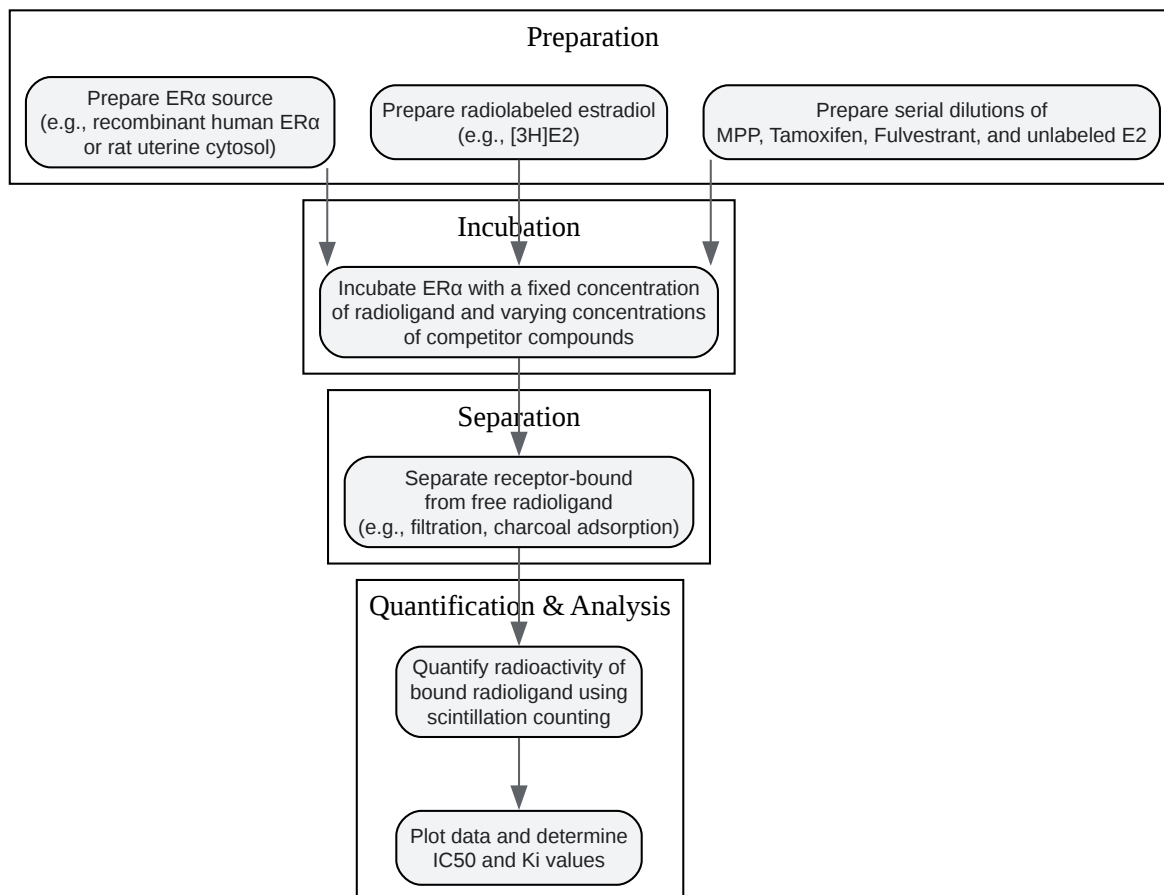 Preparation
Prepare ERα source
(e.g., recombinant human ERα
or rat uterine cytosol)
Prepare radiolabeled estradiol
(e.g., [3H]E2)
Prepare serial dilutions of
MPP, Tamoxifen, Fulvestrant, and unlabeled E2
Incubation
Incubate ERα with a fixed concentration
of radioligand and varying concentrations
of competitor compounds
Separation
Separate receptor-bound
from free radioligand
(e.g., filtration, charcoal adsorption)
Quantification & Analysis
Quantify radioactivity of
bound radioligand using
scintillation counting
Plot data and determine
IC50 and Ki values